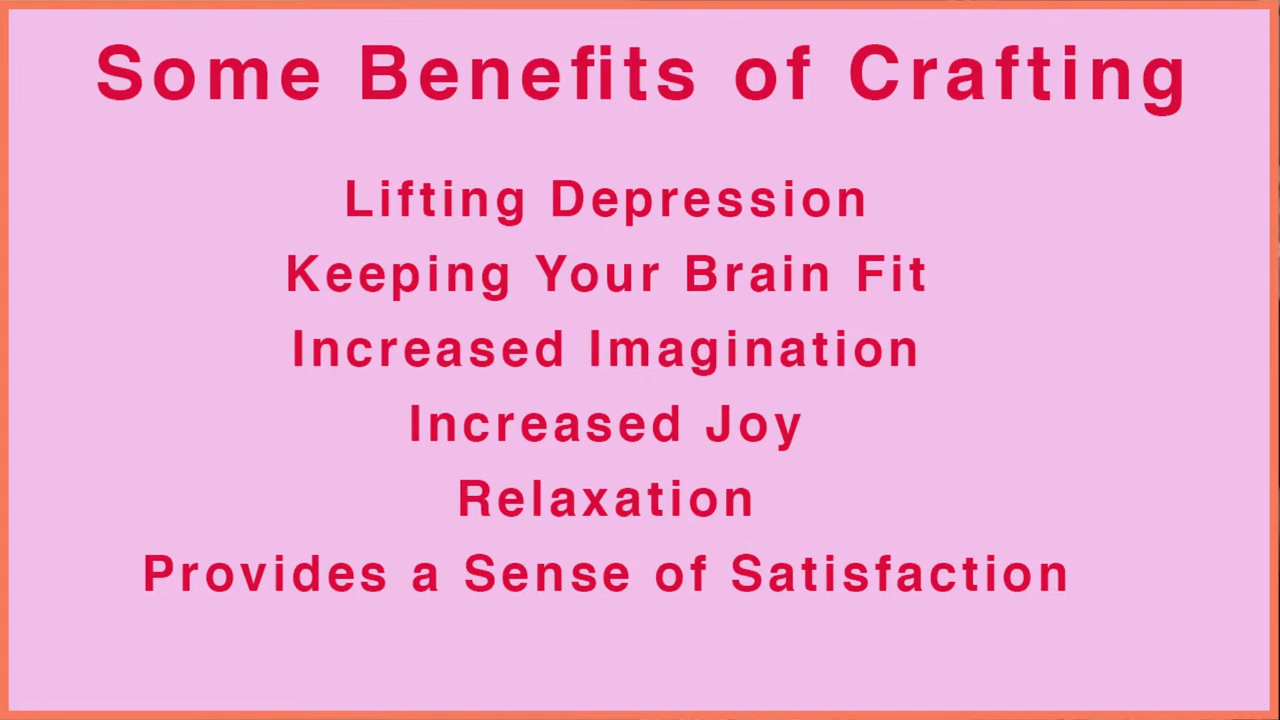 Some Benefits of Crafting
Lifting Depression
Keeping Your Brain Fit
Increased Imagination
Increased Joy
Relaxation
Provides a Sense of Satisfaction